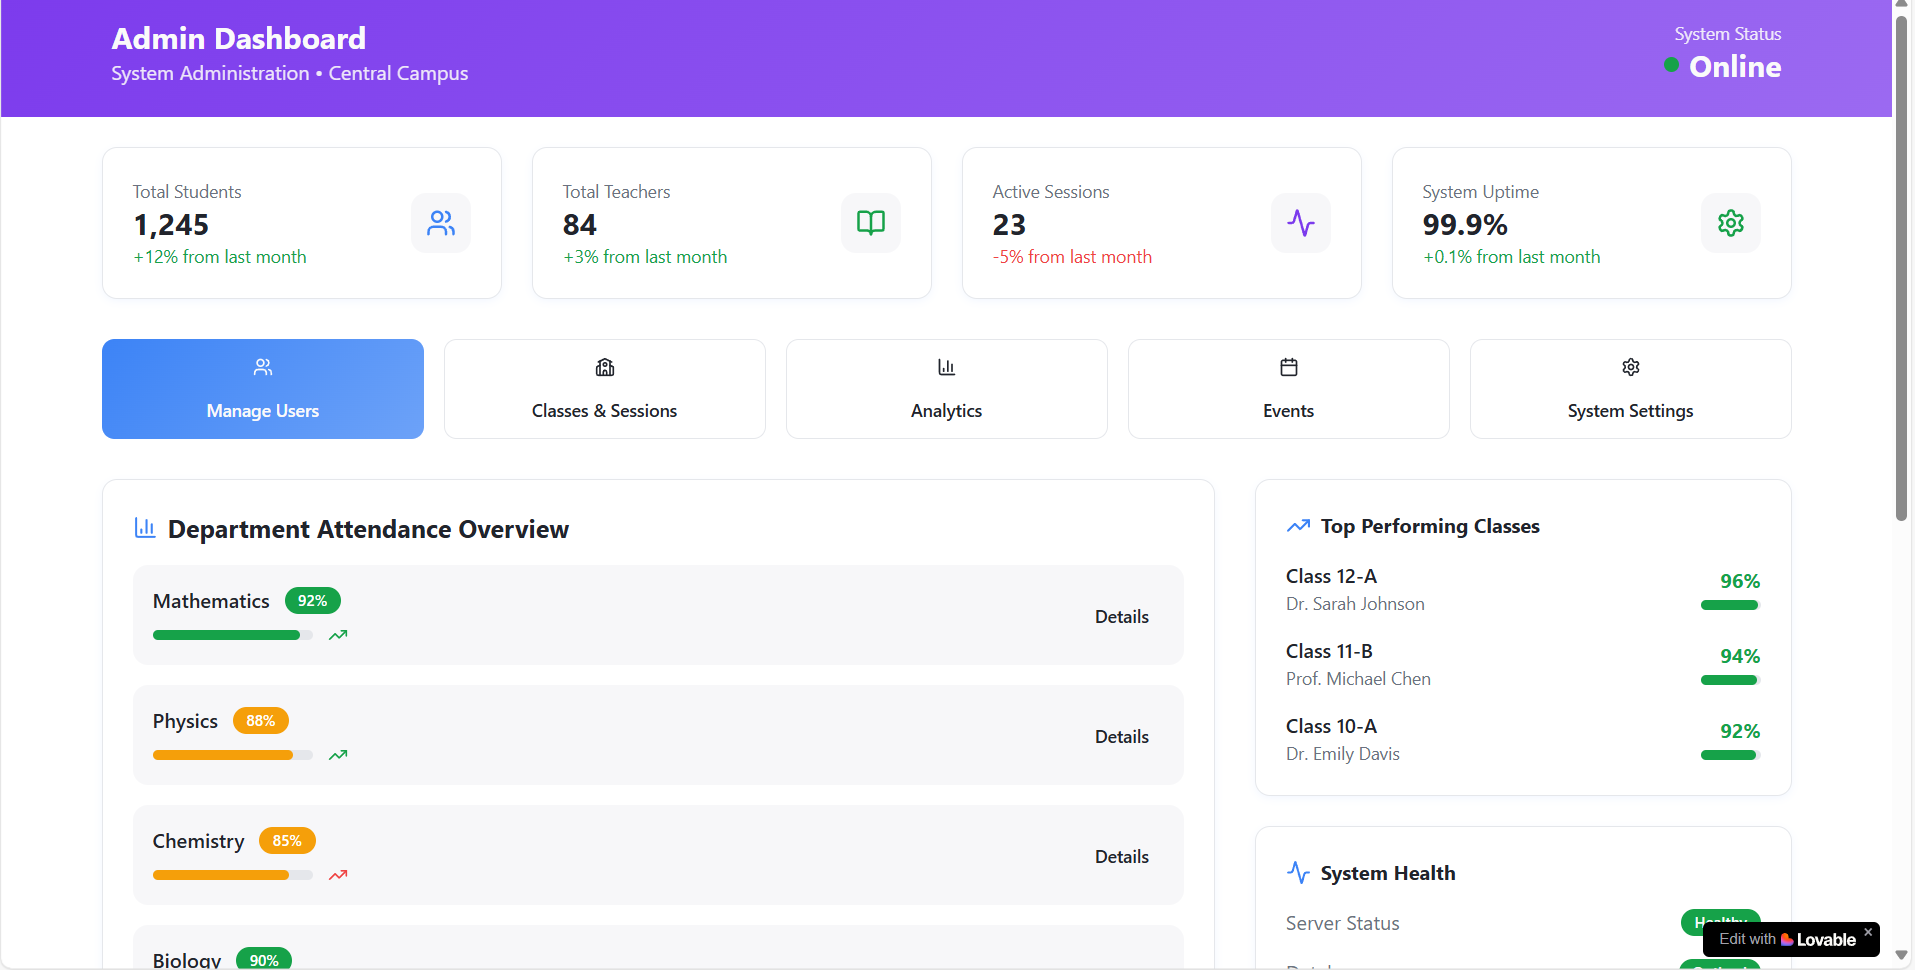 Admin Dashboard
System Administration • Central Campus
System Status
Online
Total Students
1,245
+12% from last month
Total Teachers
84
+3% from last month
Active Sessions
23
-5% from last month
System Uptime
99.9%
+0.1% from last month
Manage Users
Classes & Sessions
Analytics
Events
System Settings
Department Attendance Overview
Mathematics 92%
Details
Physics 88%
Details
Chemistry 85%
Details
Biology 90%
Top Performing Classes
Class 12-A
Dr. Sarah Johnson
96%
Class 11-B
Prof. Michael Chen
94%
Class 10-A
Dr. Emily Davis
92%
System Health
Server Status
Healthy
Edit with Lovable ×